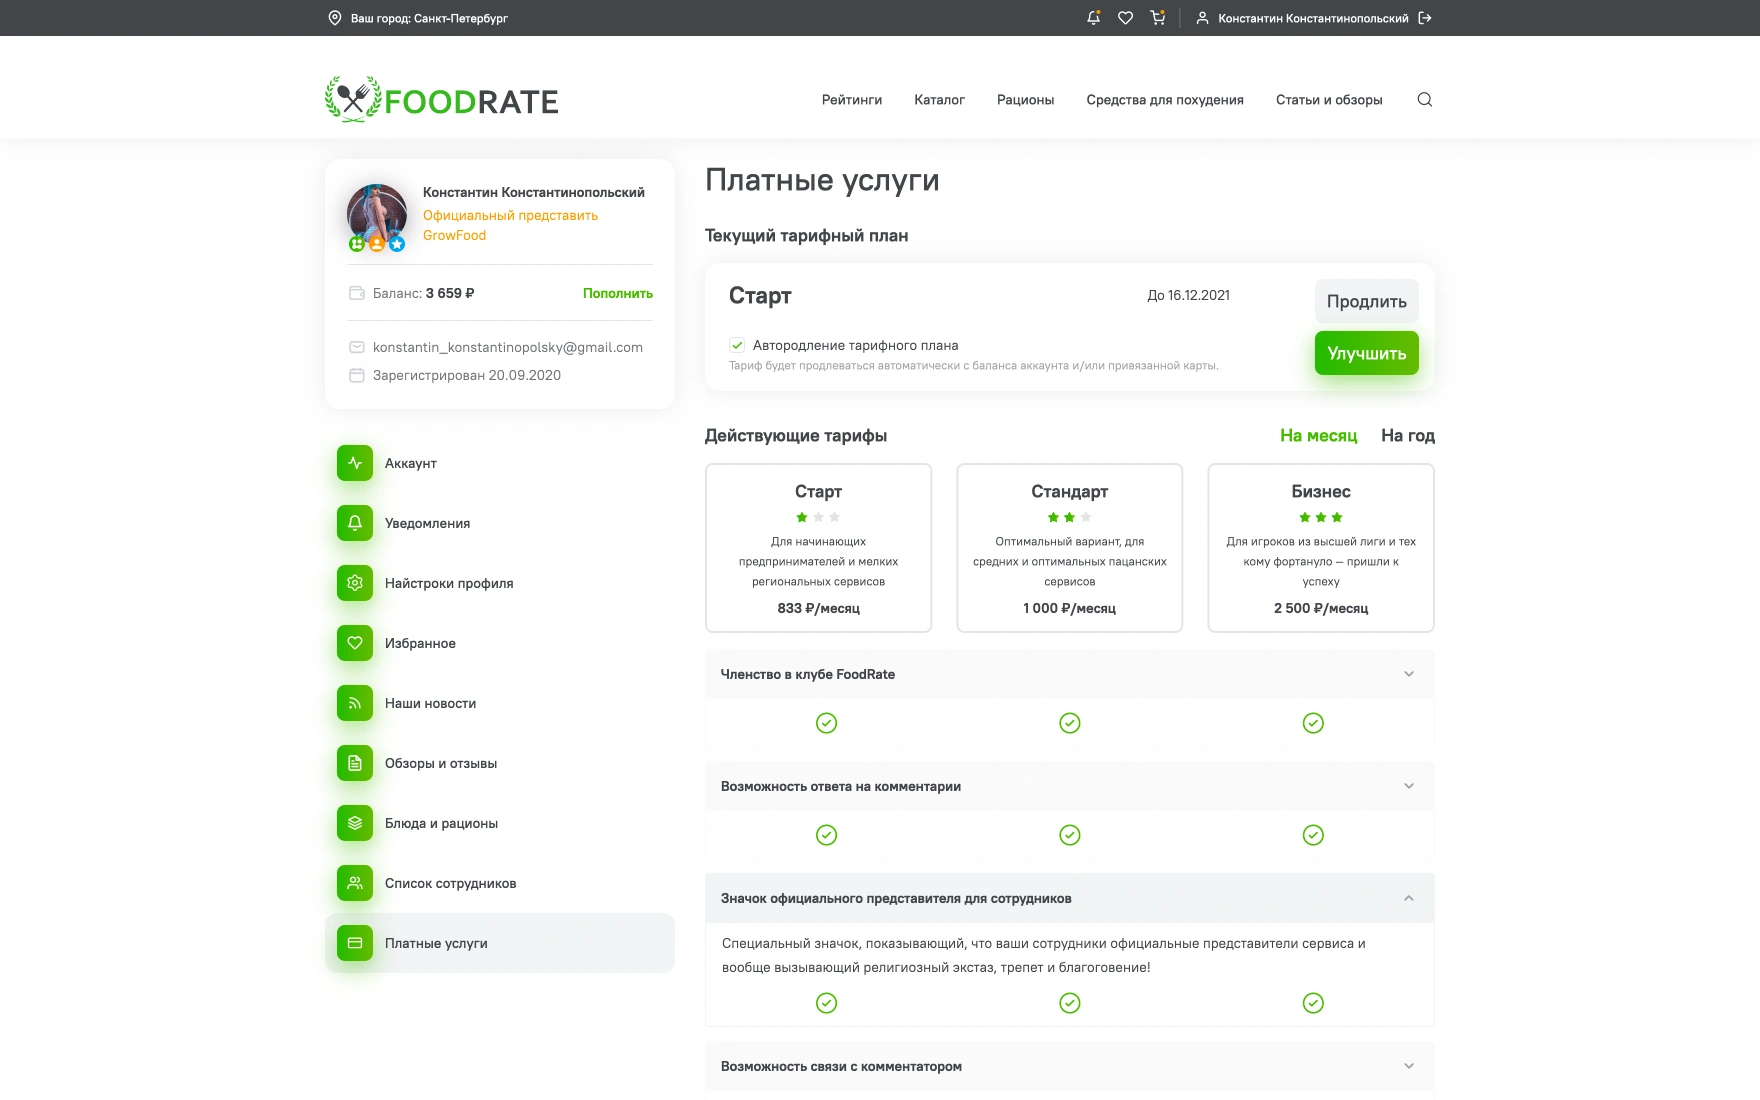 Ваш город: Санкт-Петербург
Константин Константинопольский
FOODRATE
Рейтинги
Каталог
Рационы
Средства для похудения
Статьи и обзоры
Константин Константинопольский
Официальный представить
GrowFood
Баланс: 3 659 ₽
Пополнить
konstantin_konstantinopolsky@gmail.com
Зарегистрирован 20.09.2020
Аккаунт
Уведомления
Найстроки профиля
Избранное
Наши новости
Обзоры и отзывы
Блюда и рационы
Список сотрудников
Платные услуги
Платные услуги
Текущий тарифный план
Старт
До 16.12.2021
Продлить
Автородление тарифного плана
Тариф будет продлеваться автоматически с баланса аккаунта и/или привязанной карты.
Улучшить
Действующие тарифы
На месяц
На год
Старт
Для начинающих
предпринимателей и мелких
региональных сервисов
833 ₽/месяц
Стандарт
Оптимальный вариант, для
средних и оптимальных пацанских
сервисов
1 000 ₽/месяц
Бизнес
Для игроков из высшей лиги и тех
кому фортануло — пришли к
успеху
2 500 ₽/месяц
Членство в клубе FoodRate
Возможность ответа на комментарии
Значок официального представителя для сотрудников
Специальный значок, показывающий, что ваши сотрудники официальные представители сервиса и
вообще вызывающий религиозный экстаз, трепет и благоговение!
Возможность связи с комментатором